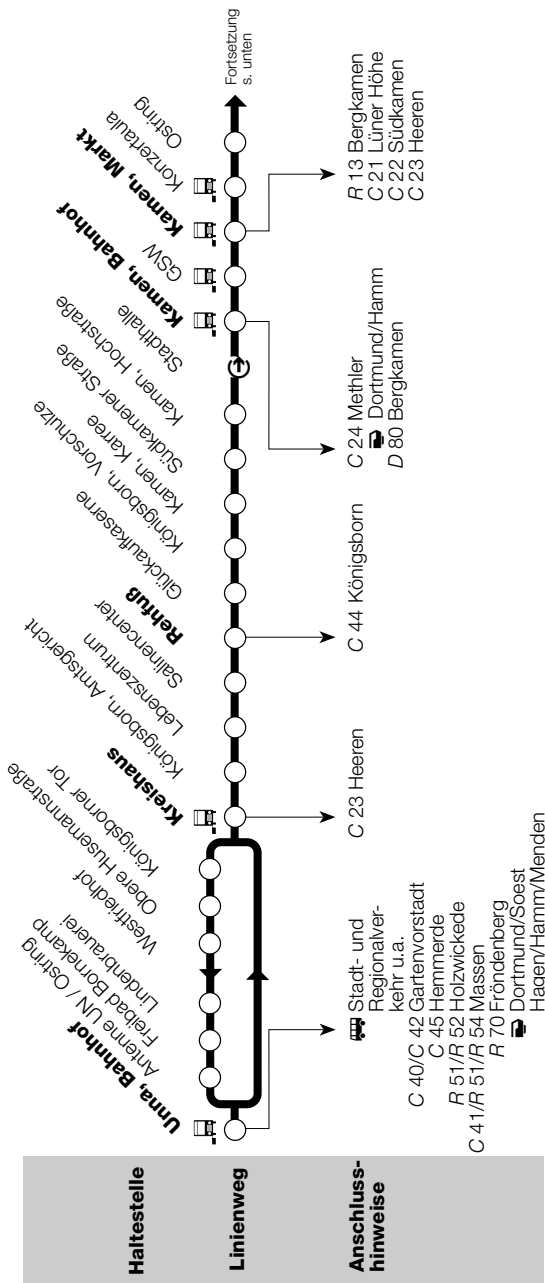 Haltestelle
Unna, Bahnhof
Antenne UN / Ostring
Freibad Bornekamp
Lindenbrauerei
Westfriedhof
Obere Husemannstraße
Königsborner Tor
Kreishaus
Königsborn, Amtsgericht
Lebenszentrum
Salinencenter
Rehfuß
Glückaufkaserne
Königsborn, Vorschulze
Kamen, Karree
Südkamener Straße
Kamen, Hochstraße
Stadthalle
Kamen, Bahnhof
GSW
Kamen, Markt
Konzertaula
Ostring
Linienweg
Fortsetzung
s. unten
Anschluss-
hinweise
Stadt- und
Regionalver-
kehr u.a.
C 40/C 42 Gartenvorstadt
C 45 Hemmerde
R 51/R 52 Holzwickede
C 41/R 51/R 54 Massen
R 70 Fröndenberg
Dortmund/Soest
Hagen/Hamm/Menden
C 23 Heeren
C 44 Königsborn
C 24 Methler
Dortmund/Hamm
D 80 Bergkamen
R 13 Bergkamen
C 21 Lüner Höhe
C 22 Südkamen
C 23 Heeren